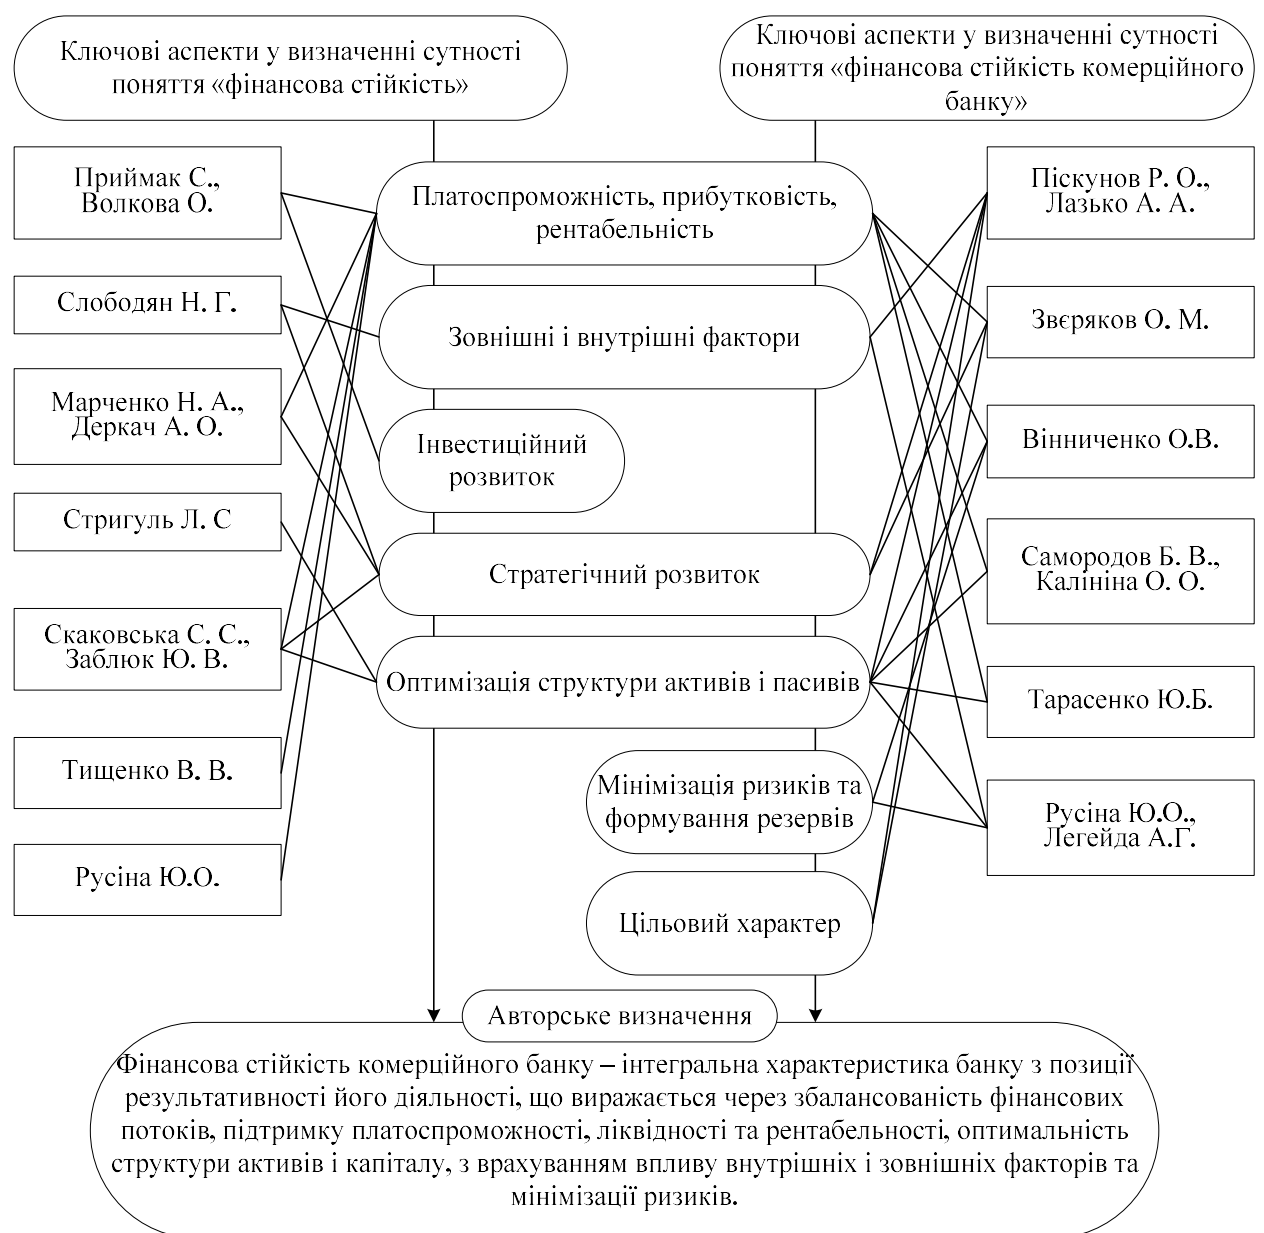 Ключові аспекти у визначенні сутності
поняття «фінансова стійкість»
Ключові аспекти у визначенні сутності
поняття «фінансова стійкість комерційного
банку»
Приймак С.,
Волкова О.
Слободян Н. Г.
Марченко Н. А.,
Деркач А. О.
Стригуль Л. С
Скаковська С. С.,
Заблюк Ю. В.
Тищенко В. В.
Русіна Ю.О.
Платоспроможність, прибутковість,
рентабельність
Зовнішні і внутрішні фактори
Інвестиційний
розвиток
Стратегічний розвиток
Оптимізація структури активів і пасивів
Мінімізація ризиків та
формування резервів
Цільовий характер
Піскунов Р. О.,
Лазько А. А.
Звєряков О. М.
Вінниченко О.В.
Самородов Б. В.,
Калініна О. О.
Тарасенко Ю.Б.
Русіна Ю.О.,
Легейда А.Г.
Авторське визначення
Фінансова стійкість комерційного банку – інтегральна характеристика банку з позиції
результативності його діяльності, що виражається через збалансованість фінансових
потоків, підтримку платоспроможності, ліквідності та рентабельності, оптимальність
структури активів і капіталу, з врахуванням впливу внутрішніх і зовнішніх факторів та
мінімізації ризиків.